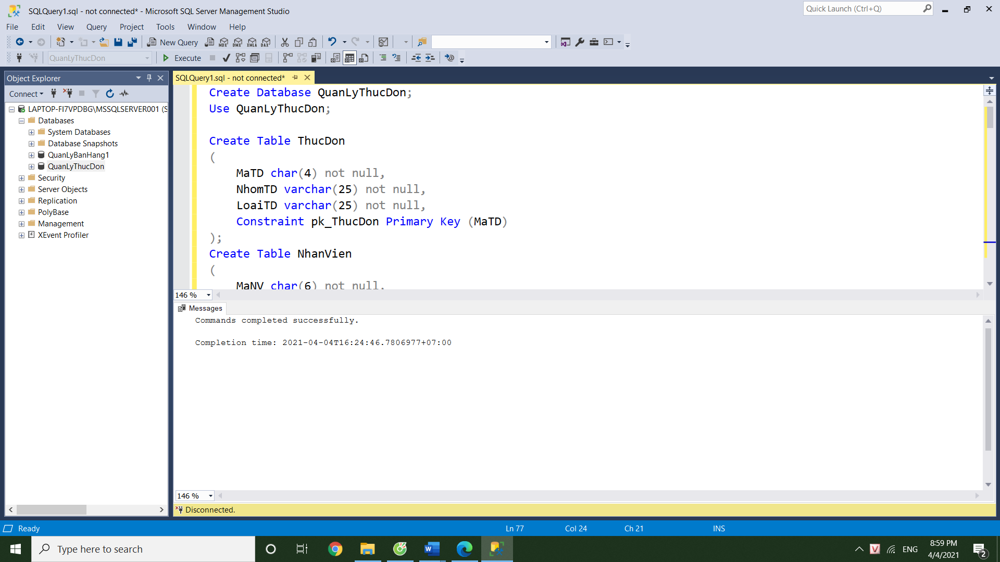 SQLQuery1.sql - not connected* - Microsoft SQL Server Management Studio
Quick Launch (Ctrl+Q)
File Edit View Query Project Tools Window Help
New Query
MDX DMX XMLA DAX
QuanLyThucDon
Execute
Object Explorer
Connect
LAPTOP-FI7VPDBG\MSSQLSERVER001 (S
Databases
System Databases
Database Snapshots
QuanLyBanHang1
QuanLyThucDon
Security
Server Objects
Replication
PolyBase
Management
XEvent Profiler
SQLQuery1.sql - not connected*
Create Database QuanLyThucDon;
Use QuanLyThucDon;
Create Table ThucDon
(
MaTD char(4) not null,
NhomTD varchar(25) not null,
LoaiTD varchar(25) not null,
Constraint pk_ThucDon Primary Key (MaTD)
);
Create Table NhanVien
(
MaNV char(6) not null,
146 %
Messages
Commands completed successfully.
Completion time: 2021-04-04T16:24:46.7806977+07:00
146 %
Disconnected.
Ready
Ln 77 Col 24 Ch 21 INS
Type here to search
ENG
8:59 PM
4/4/2021
2